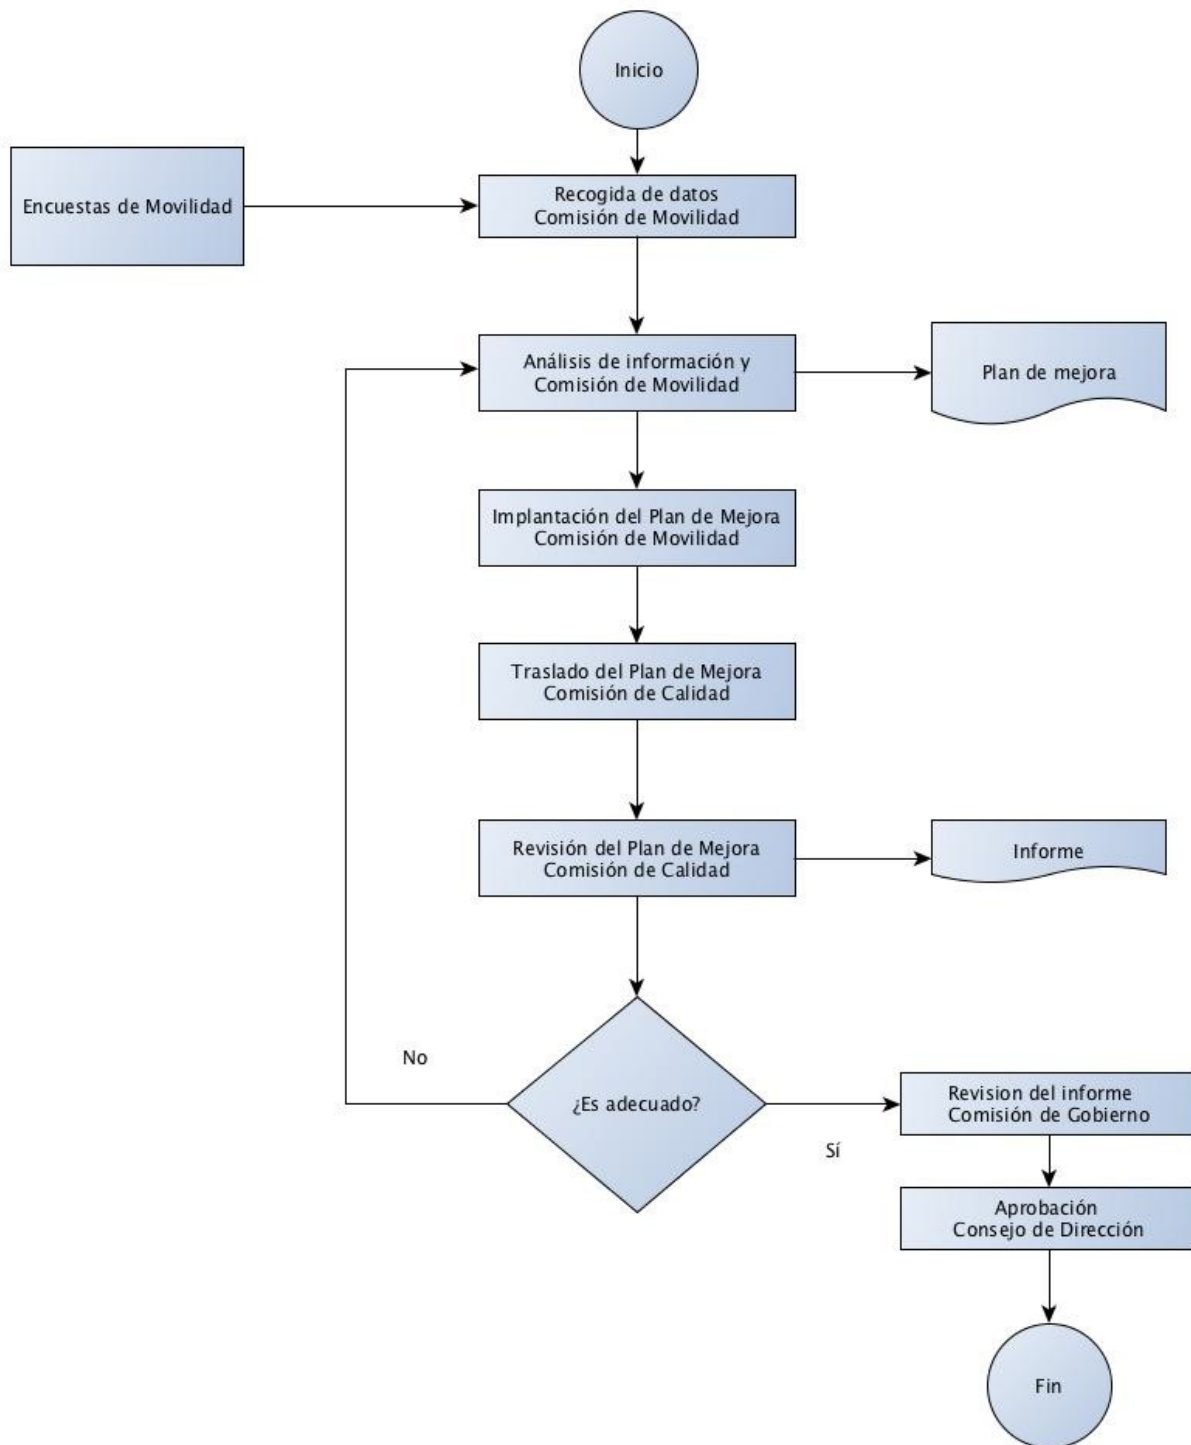 Inicio
Encuestas de Movilidad
Recogida de datos
Comisión de Movilidad
Análisis de información y
Comisión de Movilidad
Plan de mejora
Implantación del Plan de Mejora
Comisión de Movilidad
Traslado del Plan de Mejora
Comisión de Calidad
Revisión del Plan de Mejora
Comisión de Calidad
Informe
¿Es adecuado?
No
Sí
Revision del informe
Comisión de Gobierno
Aprobación
Consejo de Dirección
Fin